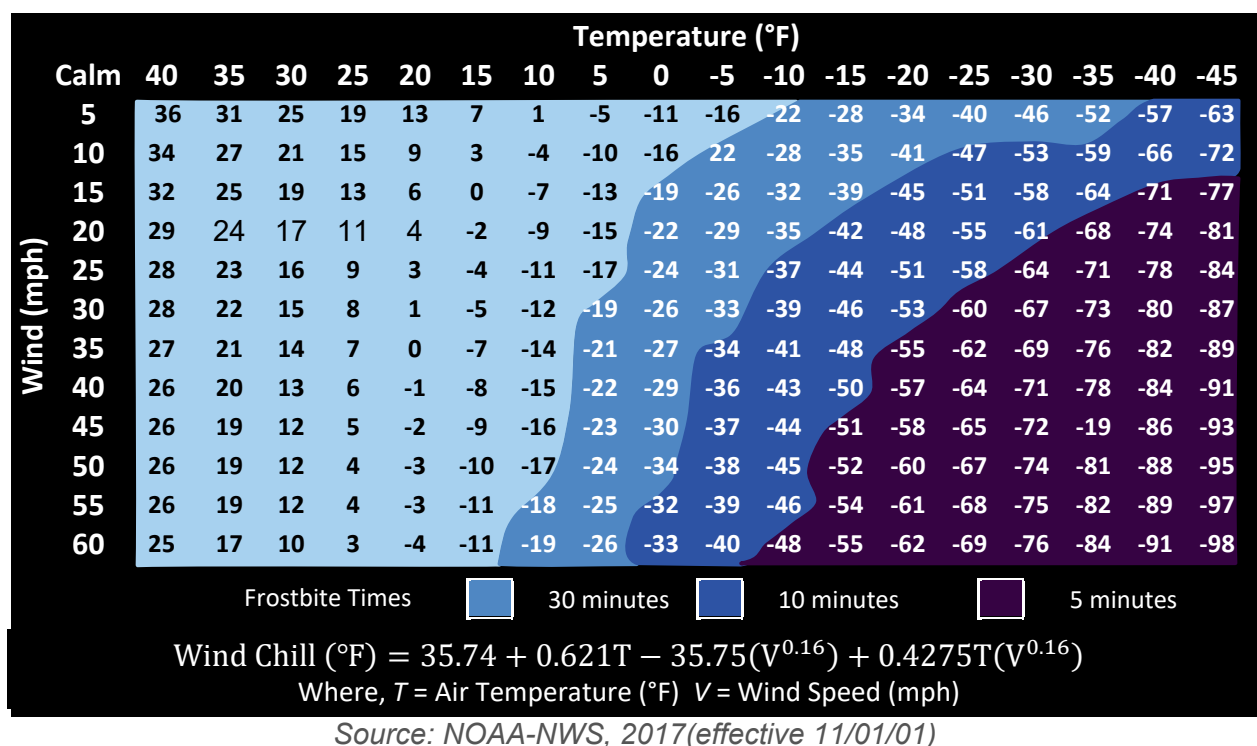 Temperature (°F)
Calm 40 35 30 25 20 15 10 5 0 -5 -10 -15 -20 -25 -30 -35 -40 -45
Wind (mph)
5 36 31 25 19 13 7 1 -5 -11 -16 -22 -28 -34 -40 -46 -52 -57 -63
10 34 27 21 15 9 3 -4 -10 -16 22 -28 -35 -41 -47 -53 -59 -66 -72
15 32 25 19 13 6 0 -7 -13 -19 -26 -32 -39 -45 -51 -58 -64 -71 -77
20 29 24 17 11 4 -2 -9 -15 -22 -29 -35 -42 -48 -55 -61 -68 -74 -81
25 28 23 16 9 3 -4 -11 -17 -24 -31 -37 -44 -51 -58 -64 -71 -78 -84
30 28 22 15 8 1 -5 -12 -19 -26 -33 -39 -46 -53 -60 -67 -73 -80 -87
35 27 21 14 7 0 -7 -14 -21 -27 -34 -41 -48 -55 -62 -69 -76 -82 -89
40 26 20 13 6 -1 -8 -15 -22 -29 -36 -43 -50 -57 -64 -71 -78 -84 -91
45 26 19 12 5 -2 -9 -16 -23 -30 -37 -44 -51 -58 -65 -72 -19 -86 -93
50 26 19 12 4 -3 -10 -17 -24 -34 -38 -45 -52 -60 -67 -74 -81 -88 -95
55 26 19 12 4 -3 -11 -18 -25 -32 -39 -46 -54 -61 -68 -75 -82 -89 -97
60 25 17 10 3 -4 -11 -19 -26 -33 -40 -48 -55 -62 -69 -76 -84 -91 -98
Frostbite Times 30 minutes 10 minutes 5 minutes
Wind Chill (°F) = 35.74 + 0.621T − 35.75(V^0.16) + 0.4275T(V^0.16)
Where, T = Air Temperature (°F) V = Wind Speed (mph)
Source: NOAA-NWS, 2017(effective 11/01/01)